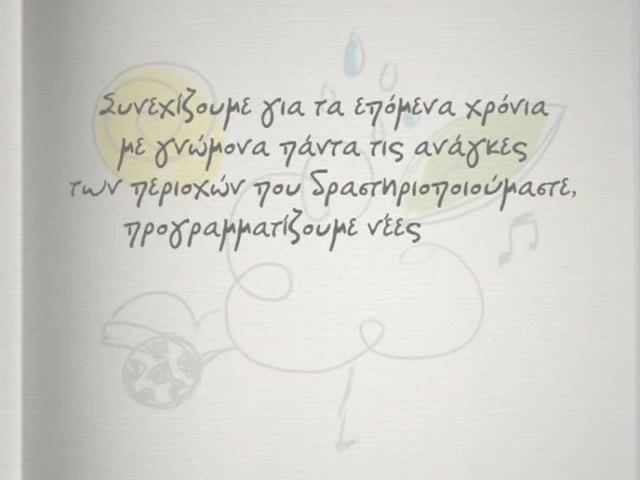 Συνεχίζουμε για τα επόμενα χρόνια
με γνώμονα πάντα τις ανάγκες
των περιοχών που δραστηριοποιούμαστε,
προγραμματίζουμε νέες